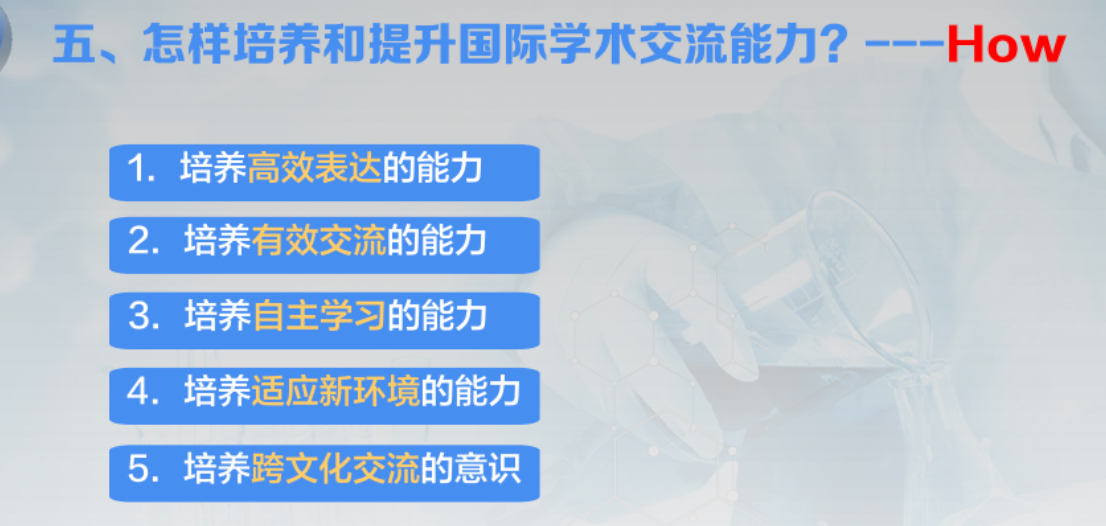 五、怎样培养和提升国际学术交流能力？---How
1. 培养高效表达的能力
2. 培养有效交流的能力
3. 培养自主学习的能力
4. 培养适应新环境的能力
5. 培养跨文化交流的意识